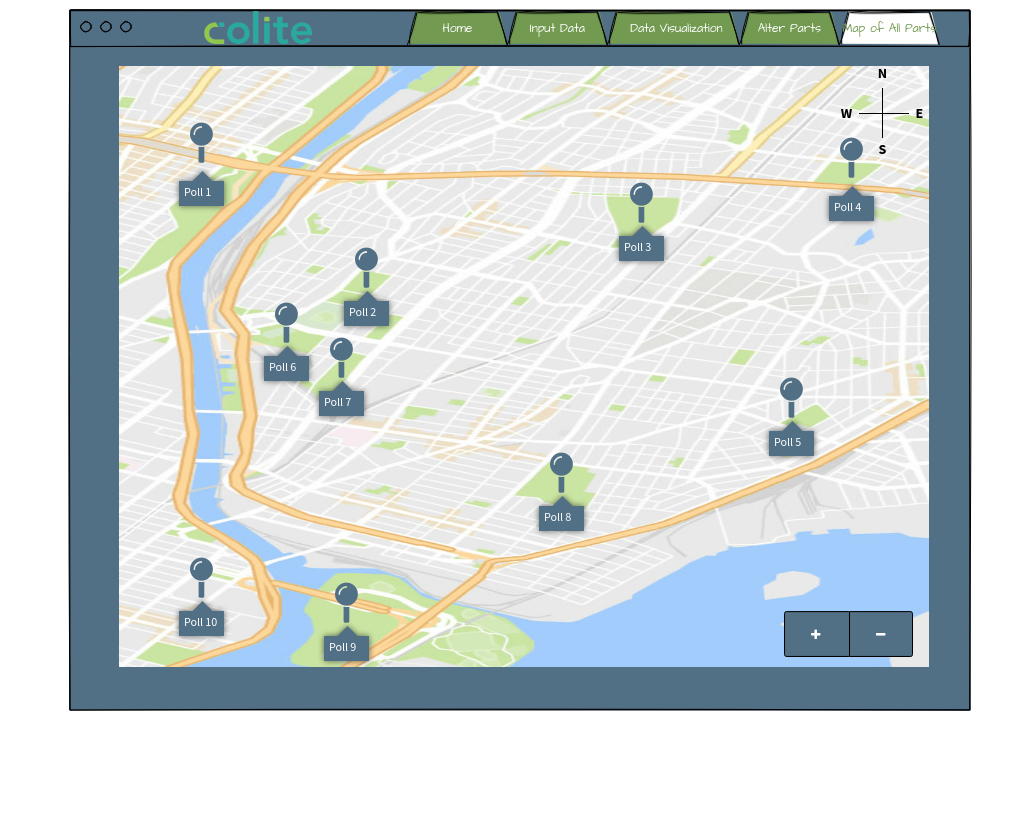 colite
Home
Input Data
Data Visualization
Alter Parts
Map of All Parts
N
W E
S
Poll 1
Poll 4
Poll 3
Poll 2
Poll 6
Poll 7
Poll 5
Poll 8
Poll 10
Poll 9
+ −